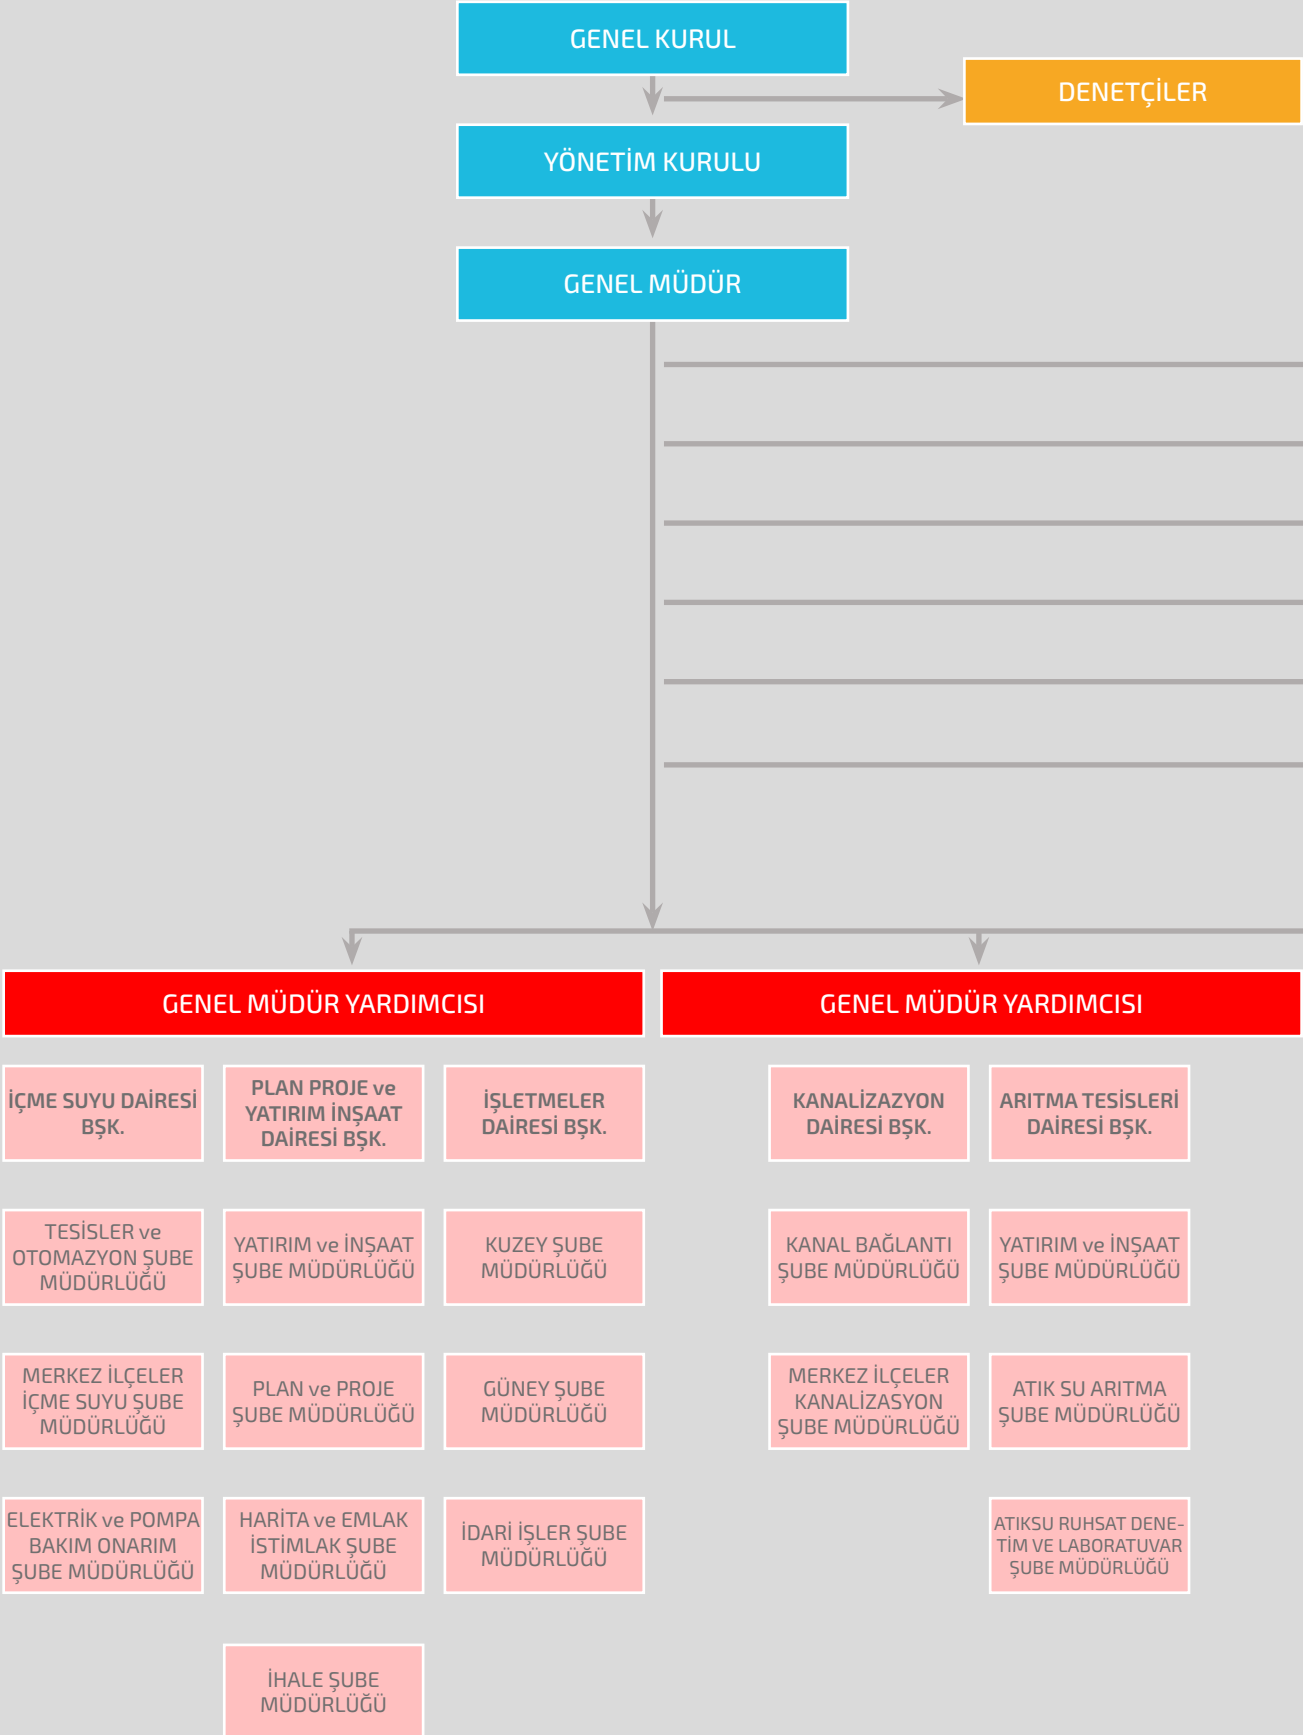 GENEL KURUL
DENETÇİLER
YÖNETİM KURULU
GENEL MÜDÜR
GENEL MÜDÜR YARDIMCISI
GENEL MÜDÜR YARDIMCISI
İÇME SUYU DAİRESİ
BŞK.
PLAN PROJE ve
YATIRIM İNŞAAT
DAİRESİ BŞK.
İŞLETMELER
DAİRESİ BŞK.
KANALİZAZYON
DAİRESİ BŞK.
ARITMA TESİSLERİ
DAİRESİ BŞK.
TESİSLER ve
OTOMAZYON ŞUBE
MÜDÜRLÜĞÜ
YATIRIM ve İNŞAAT
ŞUBE MÜDÜRLÜĞÜ
KUZEY ŞUBE
MÜDÜRLÜĞÜ
KANAL BAĞLANTI
ŞUBE MÜDÜRLÜĞÜ
YATIRIM ve İNŞAAT
ŞUBE MÜDÜRLÜĞÜ
MERKEZ İLÇELER
İÇME SUYU ŞUBE
MÜDÜRLÜĞÜ
PLAN ve PROJE
ŞUBE MÜDÜRLÜĞÜ
GÜNEY ŞUBE
MÜDÜRLÜĞÜ
MERKEZ İLÇELER
KANALİZASYON
ŞUBE MÜDÜRLÜĞÜ
ATIK SU ARITMA
ŞUBE MÜDÜRLÜĞÜ
ELEKTRİK ve POMPA
BAKIM ONARIM
ŞUBE MÜDÜRLÜĞÜ
HARİTA ve EMLAK
İSTİMLAK ŞUBE
MÜDÜRLÜĞÜ
İDARİ İŞLER ŞUBE
MÜDÜRLÜĞÜ
ATIKSU RUHSAT DENE-
TİM VE LABORATUVAR
ŞUBE MÜDÜRLÜĞÜ
İHALE ŞUBE
MÜDÜRLÜĞÜ